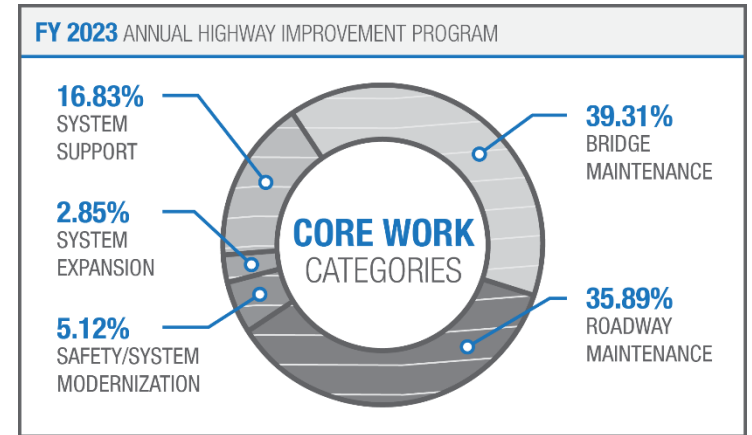 FY 2023 ANNUAL HIGHWAY IMPROVEMENT PROGRAM
16.83%
SYSTEM
SUPPORT
2.85%
SYSTEM
EXPANSION
5.12%
SAFETY/SYSTEM
MODERNIZATION
CORE WORK
CATEGORIES
39.31%
BRIDGE
MAINTENANCE
35.89%
ROADWAY
MAINTENANCE